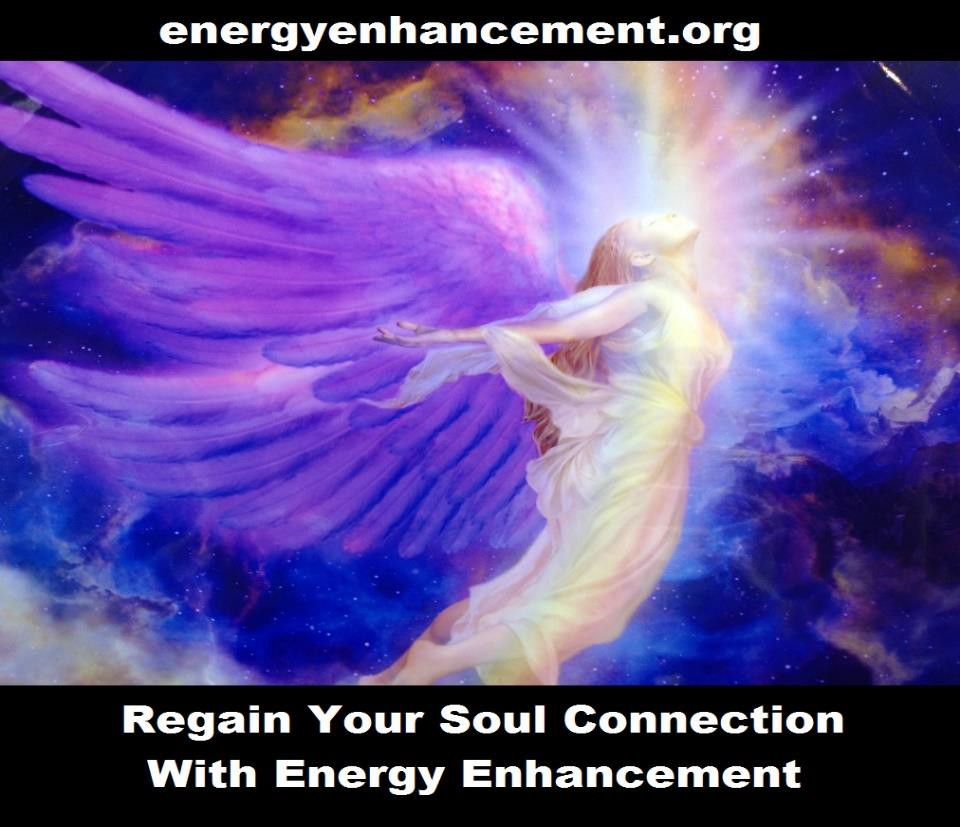 energyenhancement.org
Regain Your Soul Connection
With Energy Enhancement